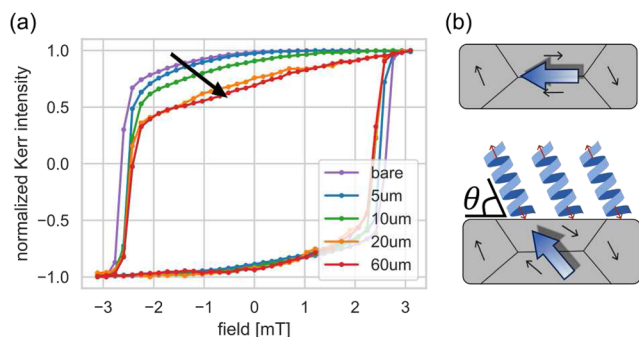 (a)
(b)
normalized Kerr intensity
1.0
0.5
0.0
−0.5
−1.0
bare
5um
10um
20um
60um
−3
−2
−1
0
1
2
3
field [mT]
θ